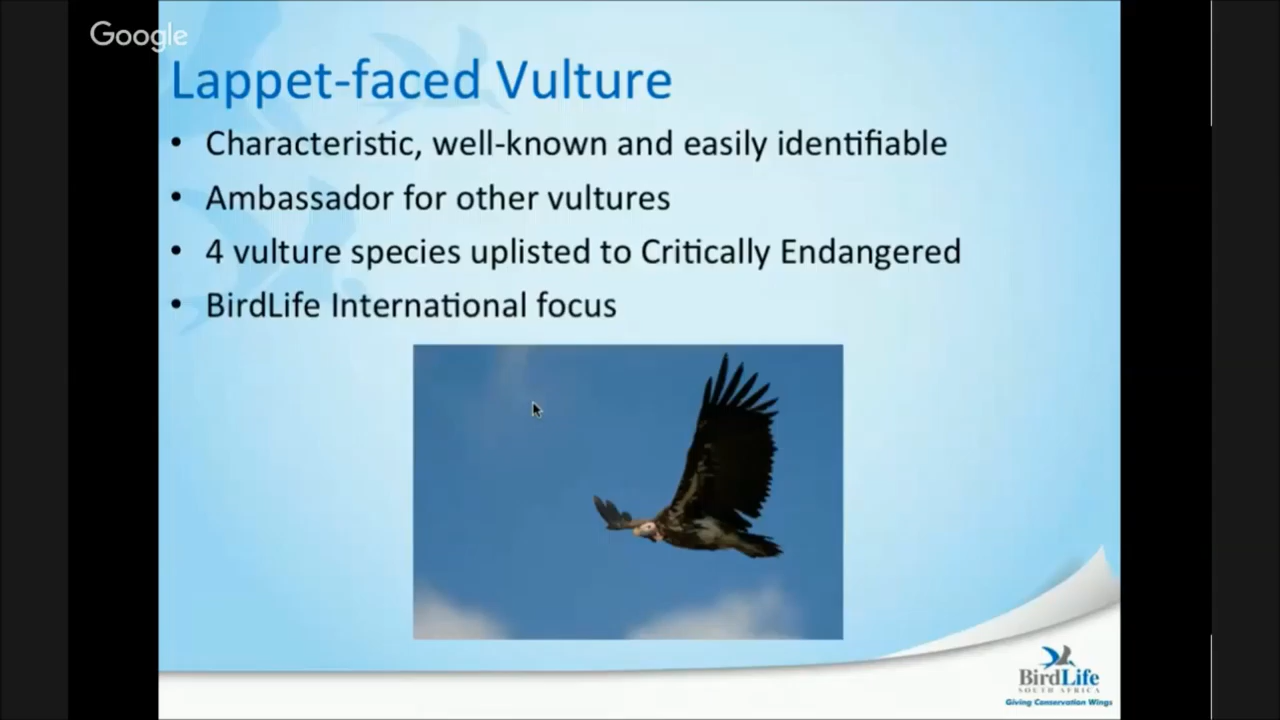 Google
Lappet-faced Vulture
• Characteristic, well-known and easily identifiable
• Ambassador for other vultures
• 4 vulture species uplisted to Critically Endangered
• BirdLife International focus
BirdLife
SOUTH AFRICA
Giving Conservation Wings